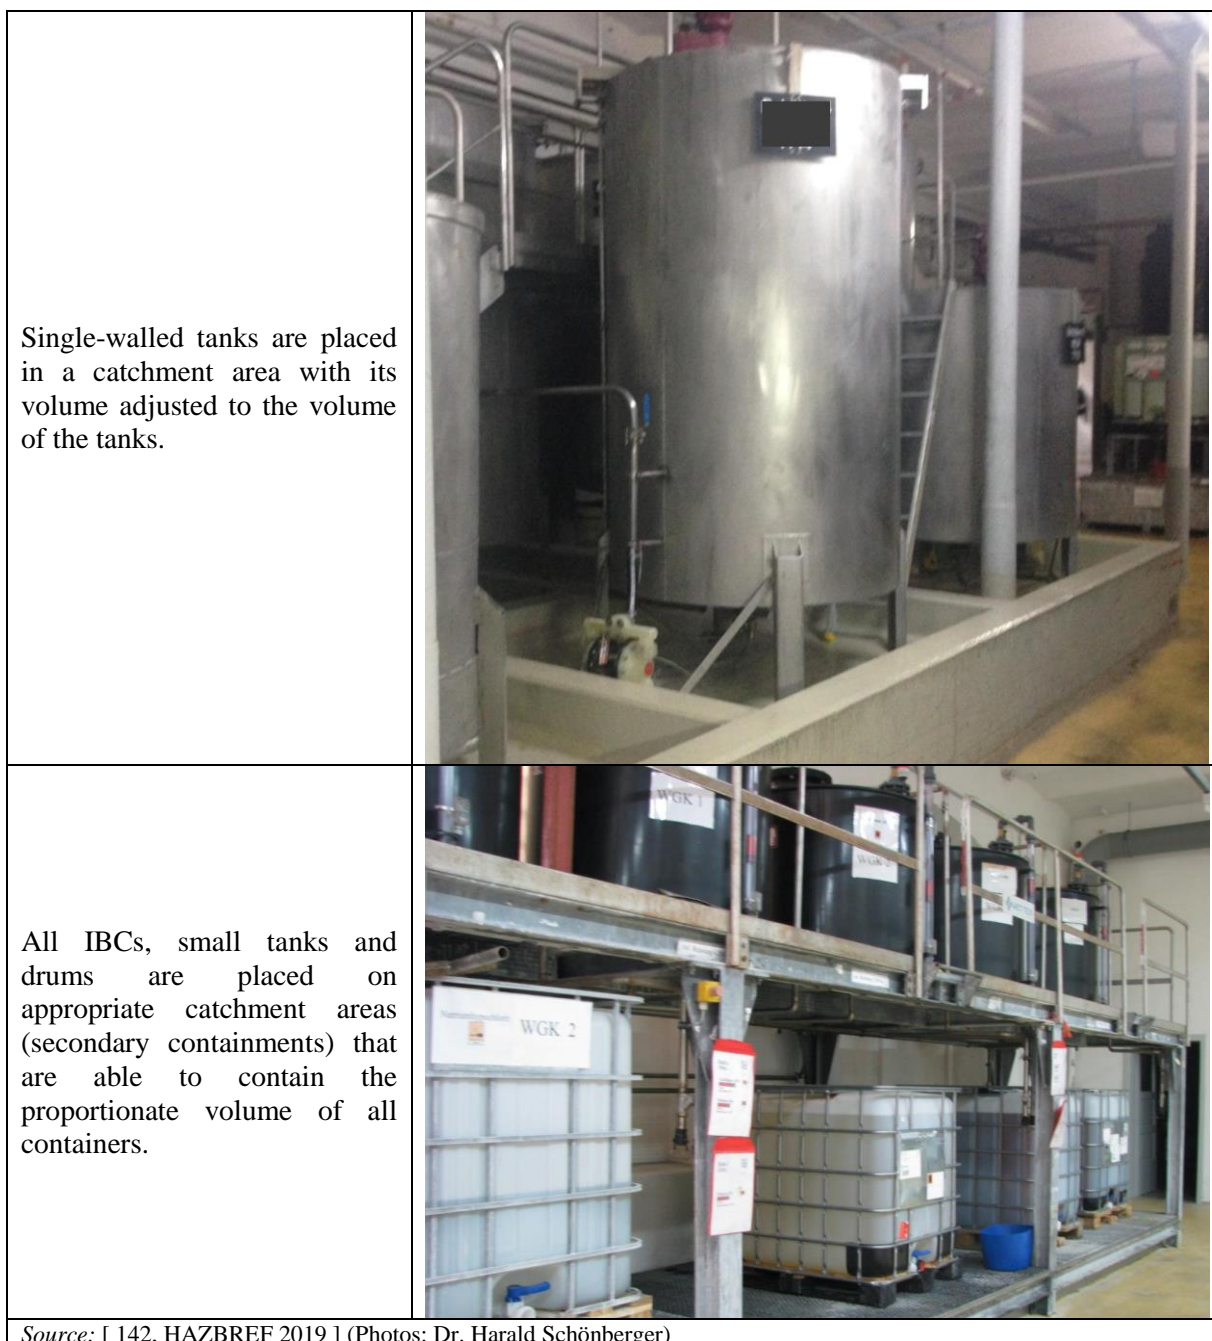 Single-walled tanks are placed
in a catchment area with its
volume adjusted to the volume
of the tanks.
WGK 1
WGK 2
All IBCs, small tanks and
drums are placed on
appropriate catchment areas
(secondary containments) that
are able to contain the
proportionate volume of all
containers.
WGK 2
Source: [ 142, HAZBREF 2019 ] (Photos: Dr. Harald Schönberger)